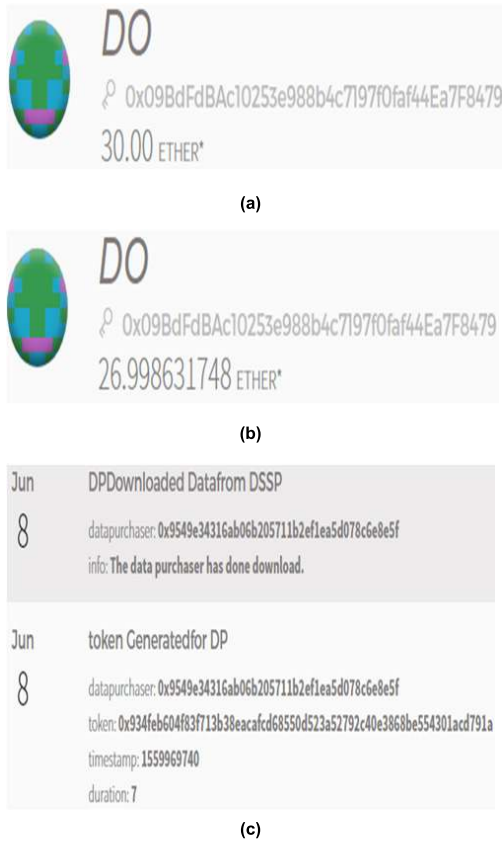 DO
0x09BdFdBAc10253e988b4c7197f0faf44Ea7F8479
30.00 ETHER*
(a)
DO
0x09BdFdBAc10253e988b4c7197f0faf44Ea7F8479
26.998631748 ETHER*
(b)
Jun DPDownloaded Datafrom DSSP
8
datapurchaser: 0x9549e34316ab06b205711b2ef1ea5d078c6e8e5f
info: The data purchaser has done download.
Jun token Generatedfor DP
8
datapurchaser: 0x9549e34316ab06b205711b2ef1ea5d078c6e8e5f
token: 0x934feb604f83f713b38eacafcd68550d523a52792c40e3868be554301acd791a
timestamp: 1559969740
duration: 7
(c)